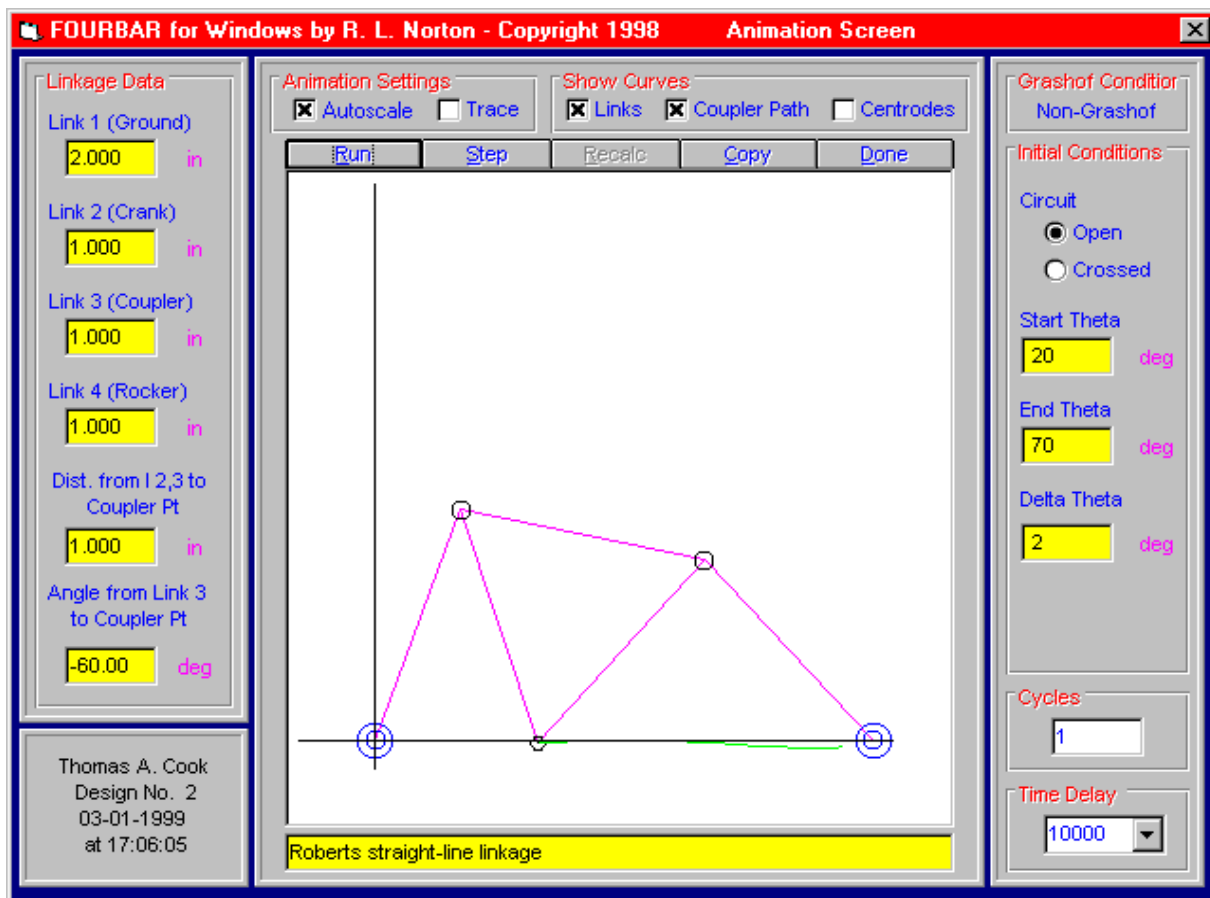 FOURBAR for Windows by R. L. Norton - Copyright 1998 Animation Screen
Linkage Data
Link 1 (Ground)
2.000 in
Link 2 (Crank)
1.000 in
Link 3 (Coupler)
1.000 in
Link 4 (Rocker)
1.000 in
Dist. from I 2,3 to
Coupler Pt
1.000 in
Angle from Link 3
to Coupler Pt
-60.00 deg
Thomas A. Cook
Design No. 2
03-01-1999
at 17:06:05
Animation Settings
Autoscale Trace
Show Curves
Links Coupler Path Centrodes
Run Step Recalc Copy Done
Roberts straight-line linkage
Grashof Condition
Non-Grashof
Initial Conditions
Circuit
Open
Crossed
Start Theta
20 deg
End Theta
70 deg
Delta Theta
2 deg
Cycles
1
Time Delay
10000